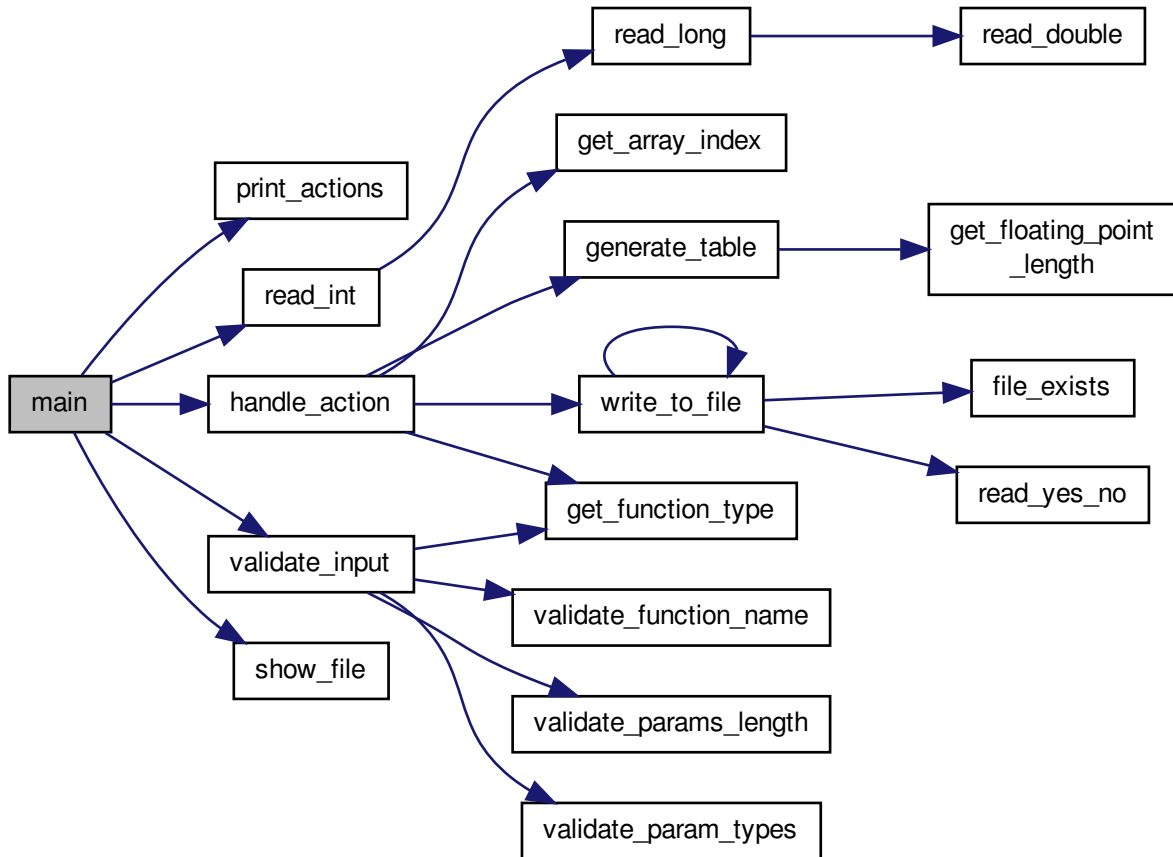 read_long
read_double
get_array_index
print_actions
generate_table
get_floating_point
_length
read_int
main
handle_action
write_to_file
file_exists
read_yes_no
get_function_type
validate_input
validate_function_name
show_file
validate_params_length
validate_param_types